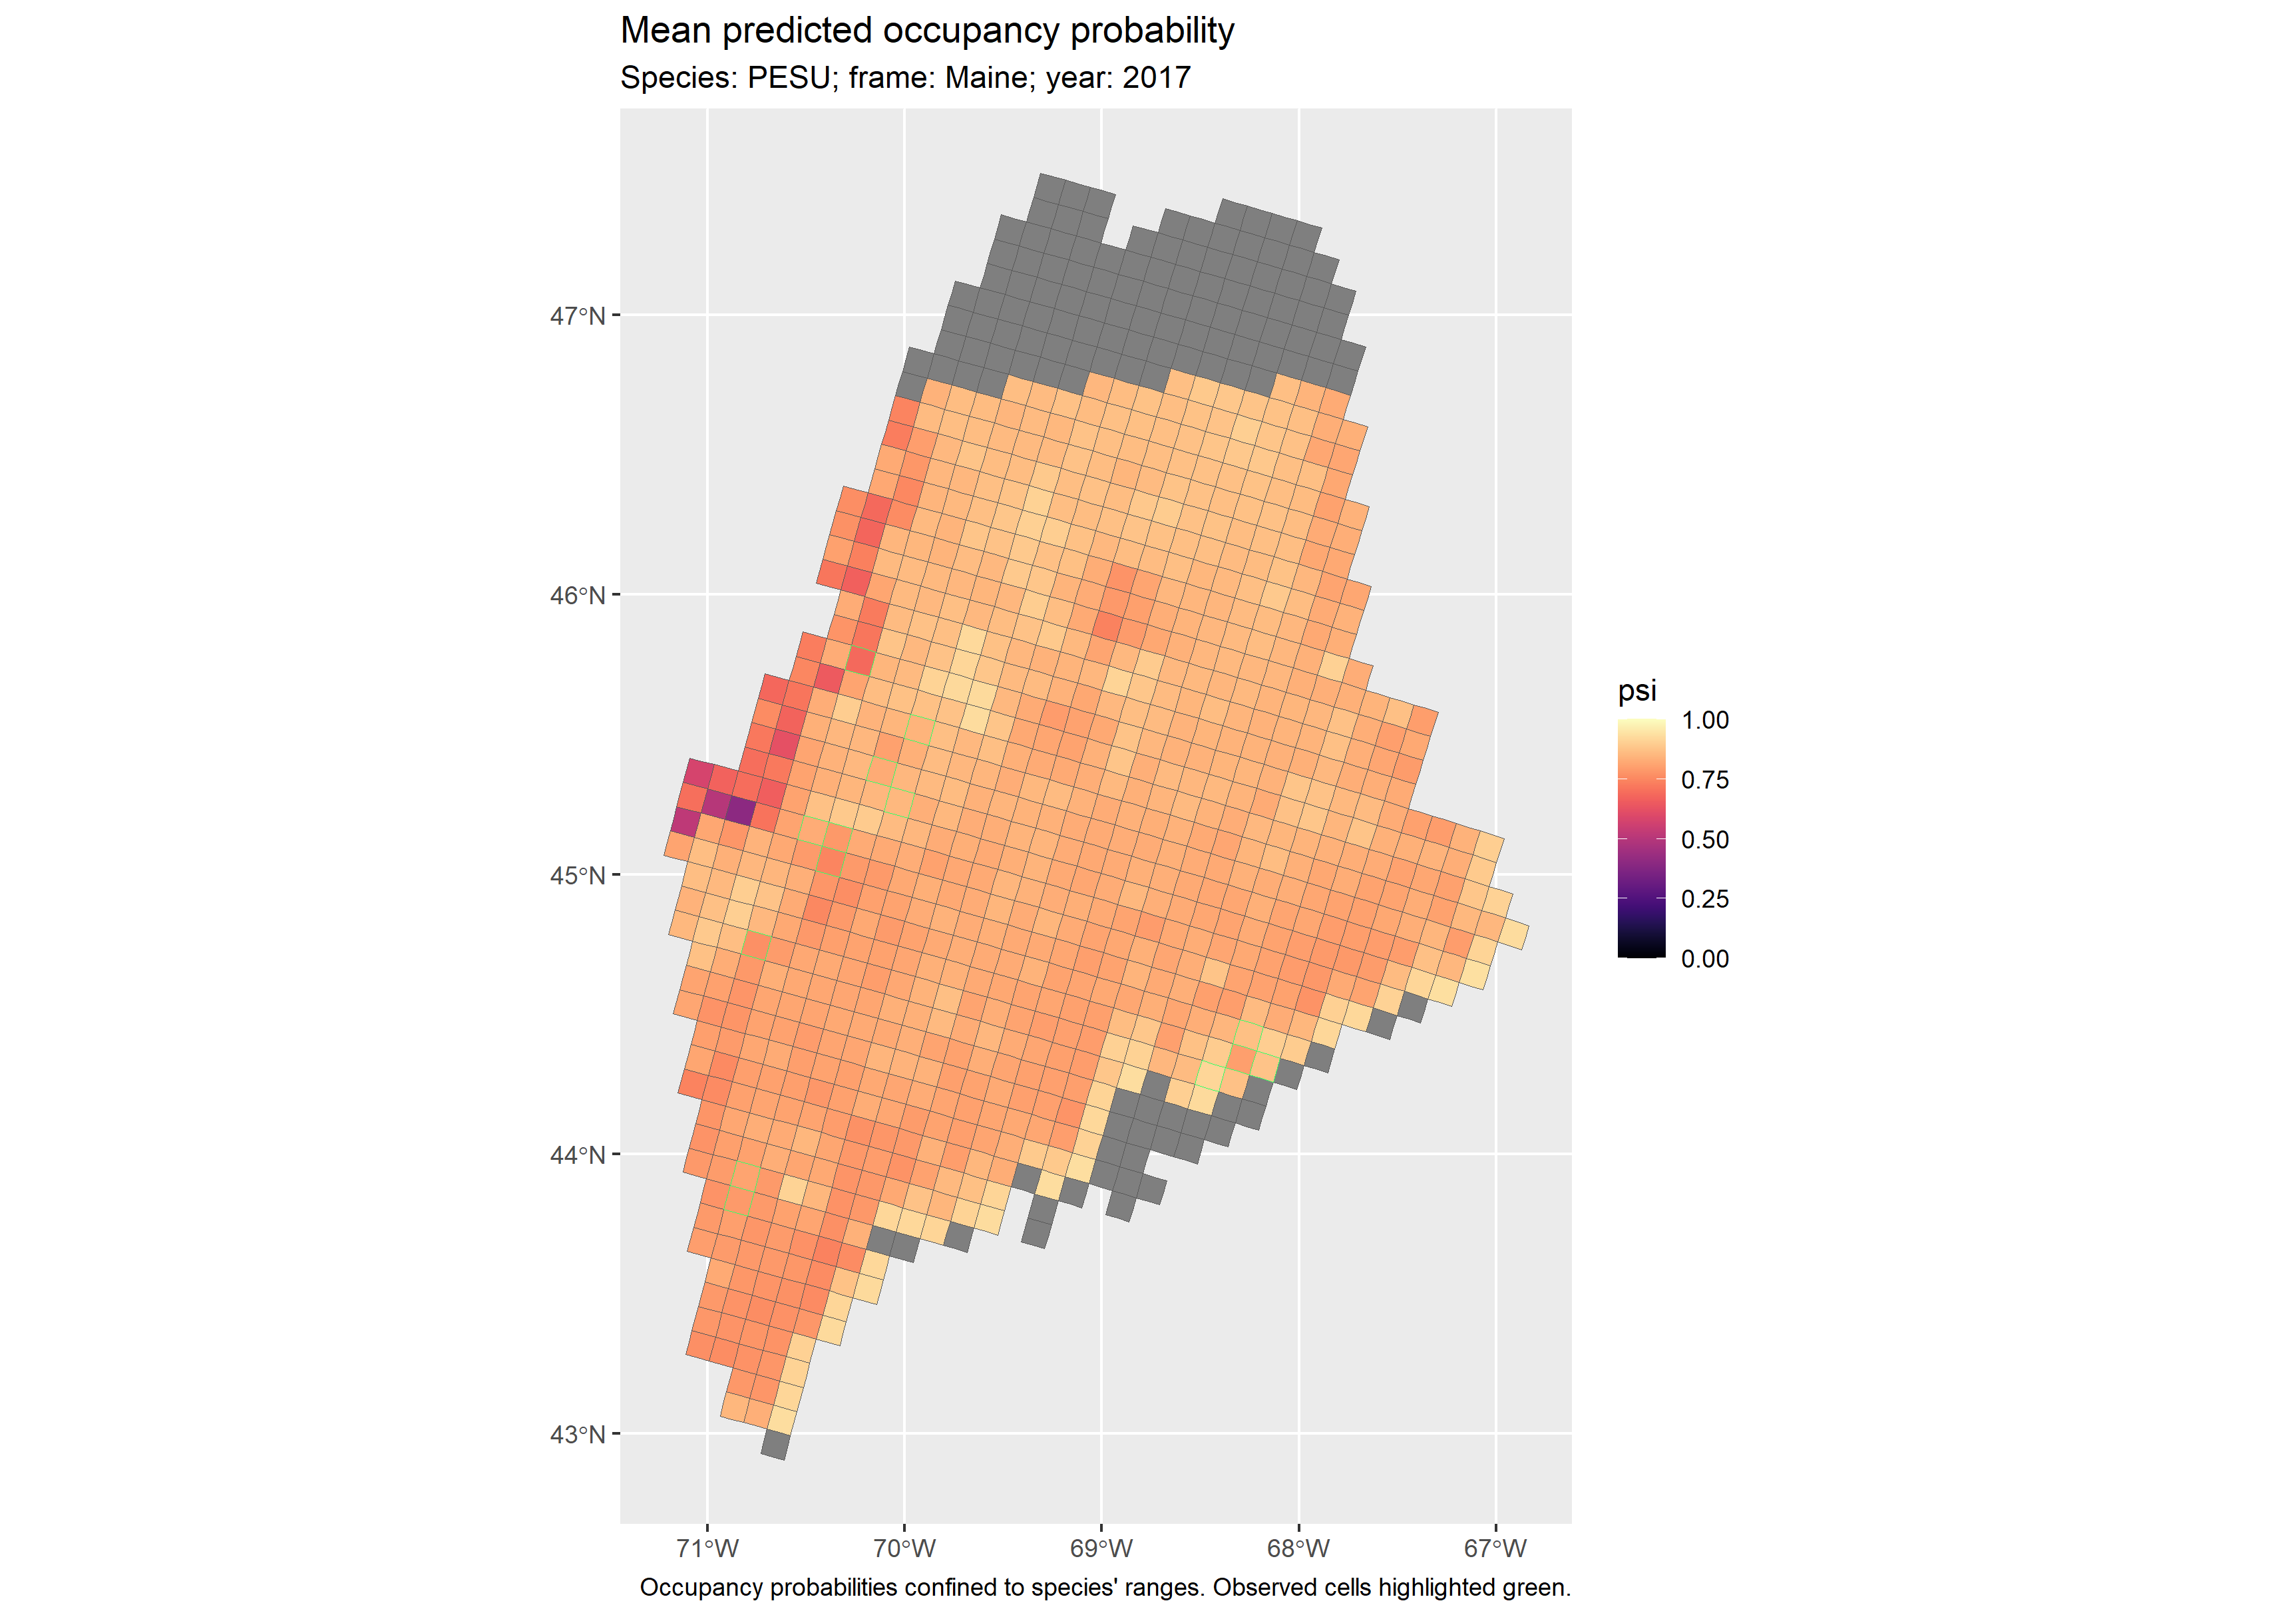 Mean predicted occupancy probability
Species: PESU; frame: Maine; year: 2017
47°N
46°N
45°N
44°N
43°N
71°W
70°W
69°W
68°W
67°W
psi
1.00
0.75
0.50
0.25
0.00
Occupancy probabilities confined to species' ranges. Observed cells highlighted green.